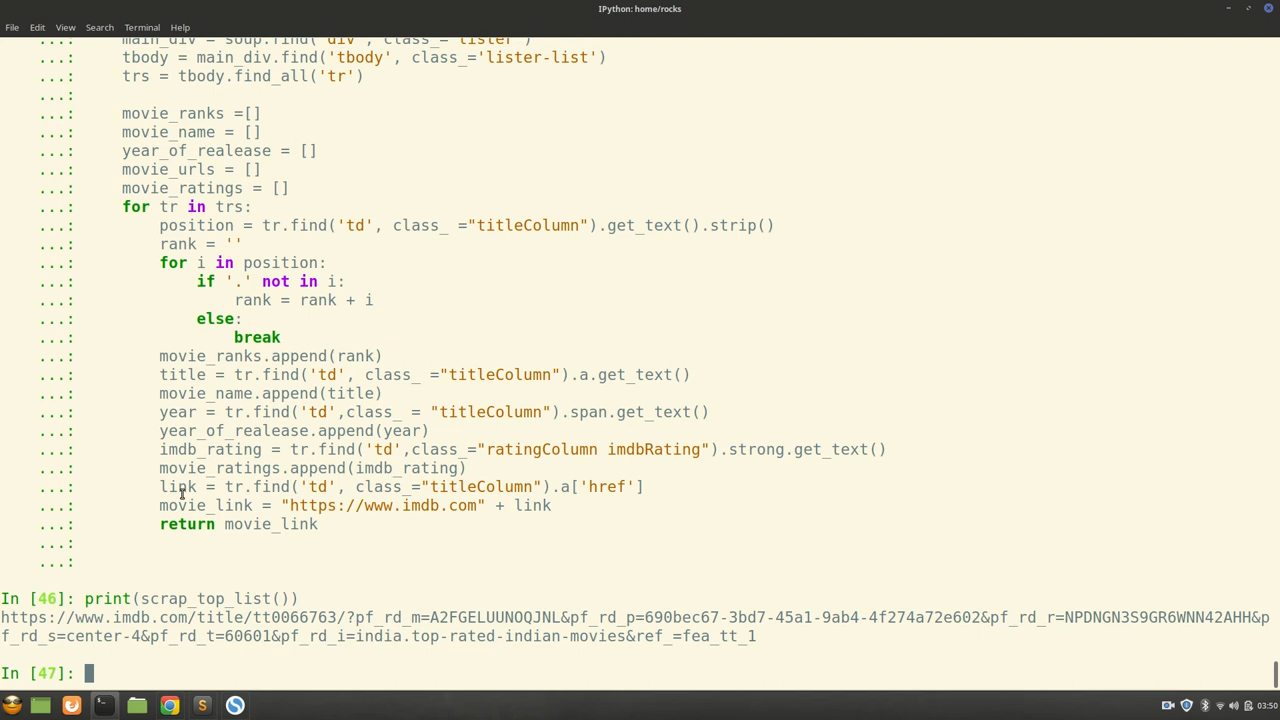 IPython: home/rocks
File Edit View Search Terminal Help
...: main_div = soup.find('div', class_='lister')
...: tbody = main_div.find('tbody', class_='lister-list')
...: trs = tbody.find_all('tr')
...:
...: movie_ranks =[]
...: movie_name = []
...: year_of_realease = []
...: movie_urls = []
...: movie_ratings = []
...: for tr in trs:
...: position = tr.find('td', class_ ="titleColumn").get_text().strip()
...: rank = ''
...: for i in position:
...: if '.' not in i:
...: rank = rank + i
...: else:
...: break
...: movie_ranks.append(rank)
...: title = tr.find('td', class_ ="titleColumn").a.get_text()
...: movie_name.append(title)
...: year = tr.find('td',class_ = "titleColumn").span.get_text()
...: year_of_realease.append(year)
...: imdb_rating = tr.find('td',class_="ratingColumn imdbRating").strong.get_text()
...: movie_ratings.append(imdb_rating)
...: link = tr.find('td', class_="titleColumn").a['href']
...: movie_link = "https://www.imdb.com" + link
...: return movie_link
...:
...:
In [46]: print(scrap_top_list())
https://www.imdb.com/title/tt0066763/?pf_rd_m=A2FGELUUNOQJNL&pf_rd_p=690bec67-3bd7-45a1-9ab4-4f274a72e602&pf_rd_r=NPDNGN3S9GR6WNN42AHH&p
f_rd_s=center-4&pf_rd_t=60601&pf_rd_i=india.top-rated-indian-movies&ref_=fea_tt_1
In [47]:
03:50